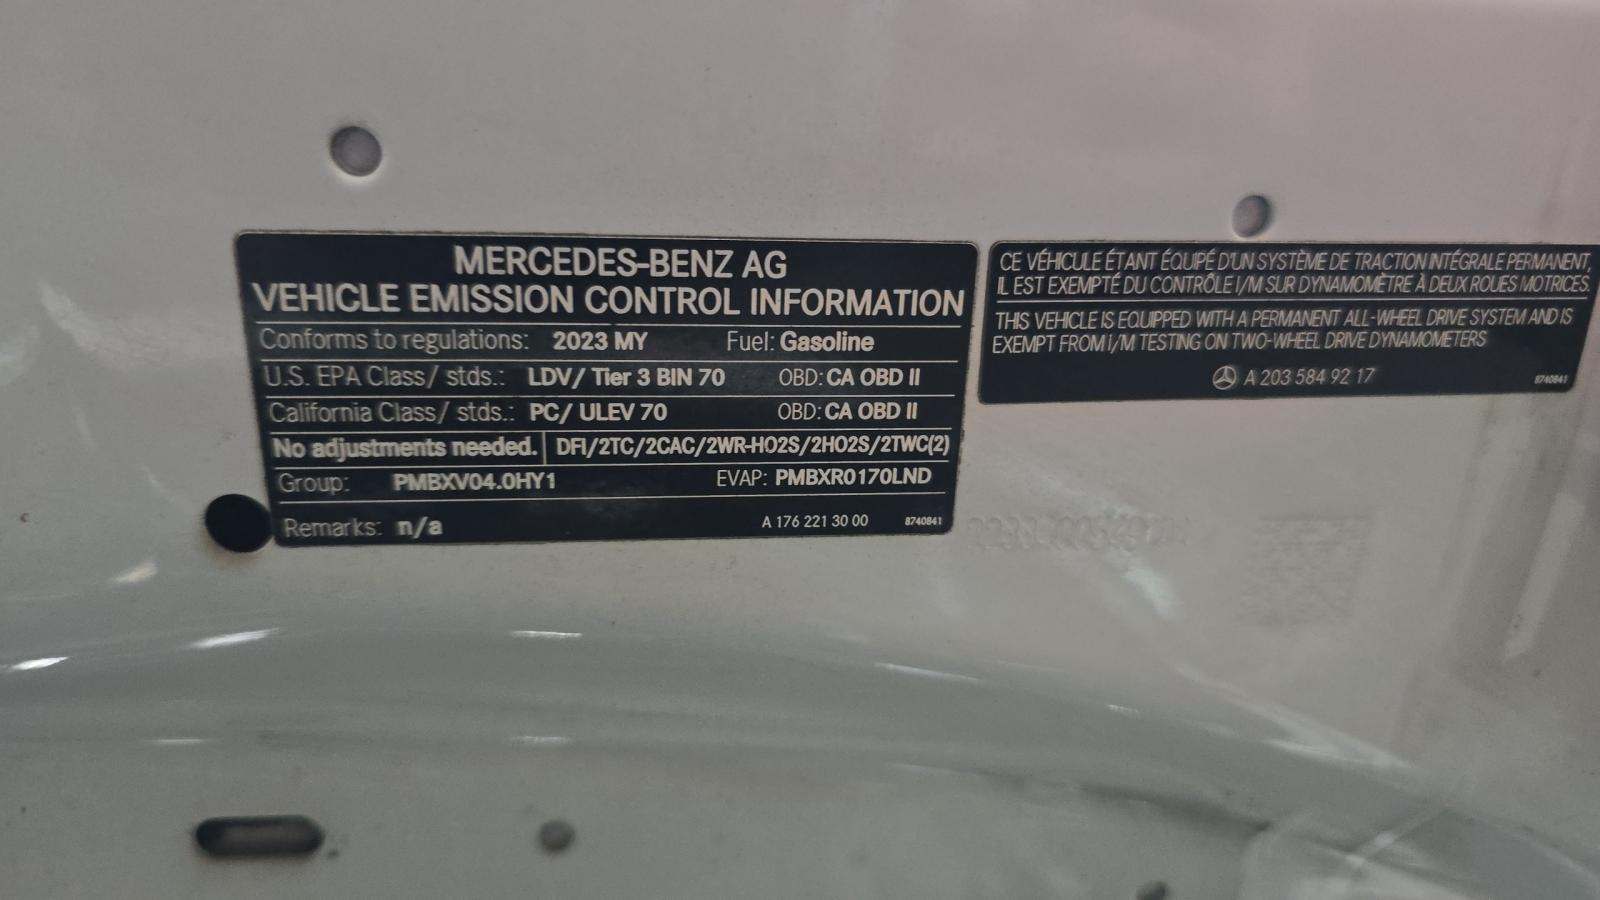 MERCEDES-BENZ AG
VEHICLE EMISSION CONTROL INFORMATION
Conforms to regulations: 2023 MY Fuel: Gasoline
U.S. EPA Class/ stds.: LDV/ Tier 3 BIN 70 OBD: CA OBD II
California Class/ stds.: PC/ ULEV 70 OBD: CA OBD II
No adjustments needed. DFI/2TC/2CAC/2WR-HO2S/2HO2S/2TWC(2)
Group: PMBXV04.0HY1 EVAP: PMBXR0170LND
Remarks: n/a A 176 221 30 00 8740841
CE VÉHICULE ÉTANT ÉQUIPÉ D'UN SYSTÈME DE TRACTION INTÉGRALE PERMANENT,
IL EST EXEMPTÉ DU CONTRÔLE I/M SUR DYNAMOMÈTRE À DEUX ROUES MOTRICES.
THIS VEHICLE IS EQUIPPED WITH A PERMANENT ALL-WHEEL DRIVE SYSTEM AND IS
EXEMPT FROM I/M TESTING ON TWO-WHEEL DRIVE DYNAMOMETERS
A 203 584 92 17 8740841